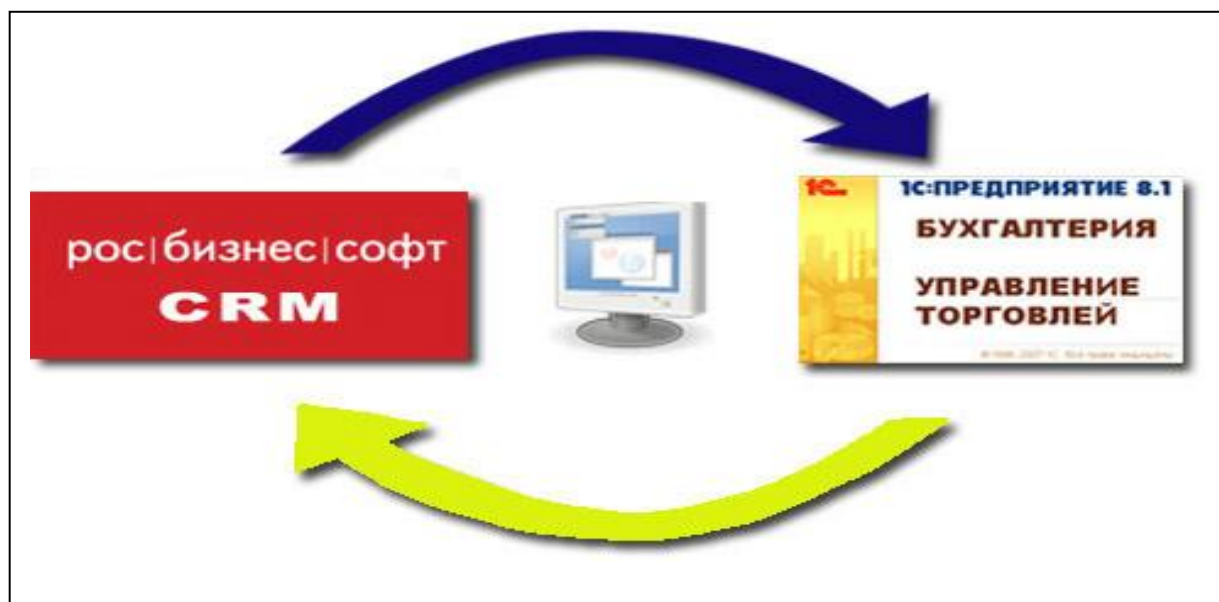 рос|бизнес|софт
CRM
1С
1С:ПРЕДПРИЯТИЕ 8.1
БУХГАЛТЕРИЯ
УПРАВЛЕНИЕ
ТОРГОВЛЕЙ